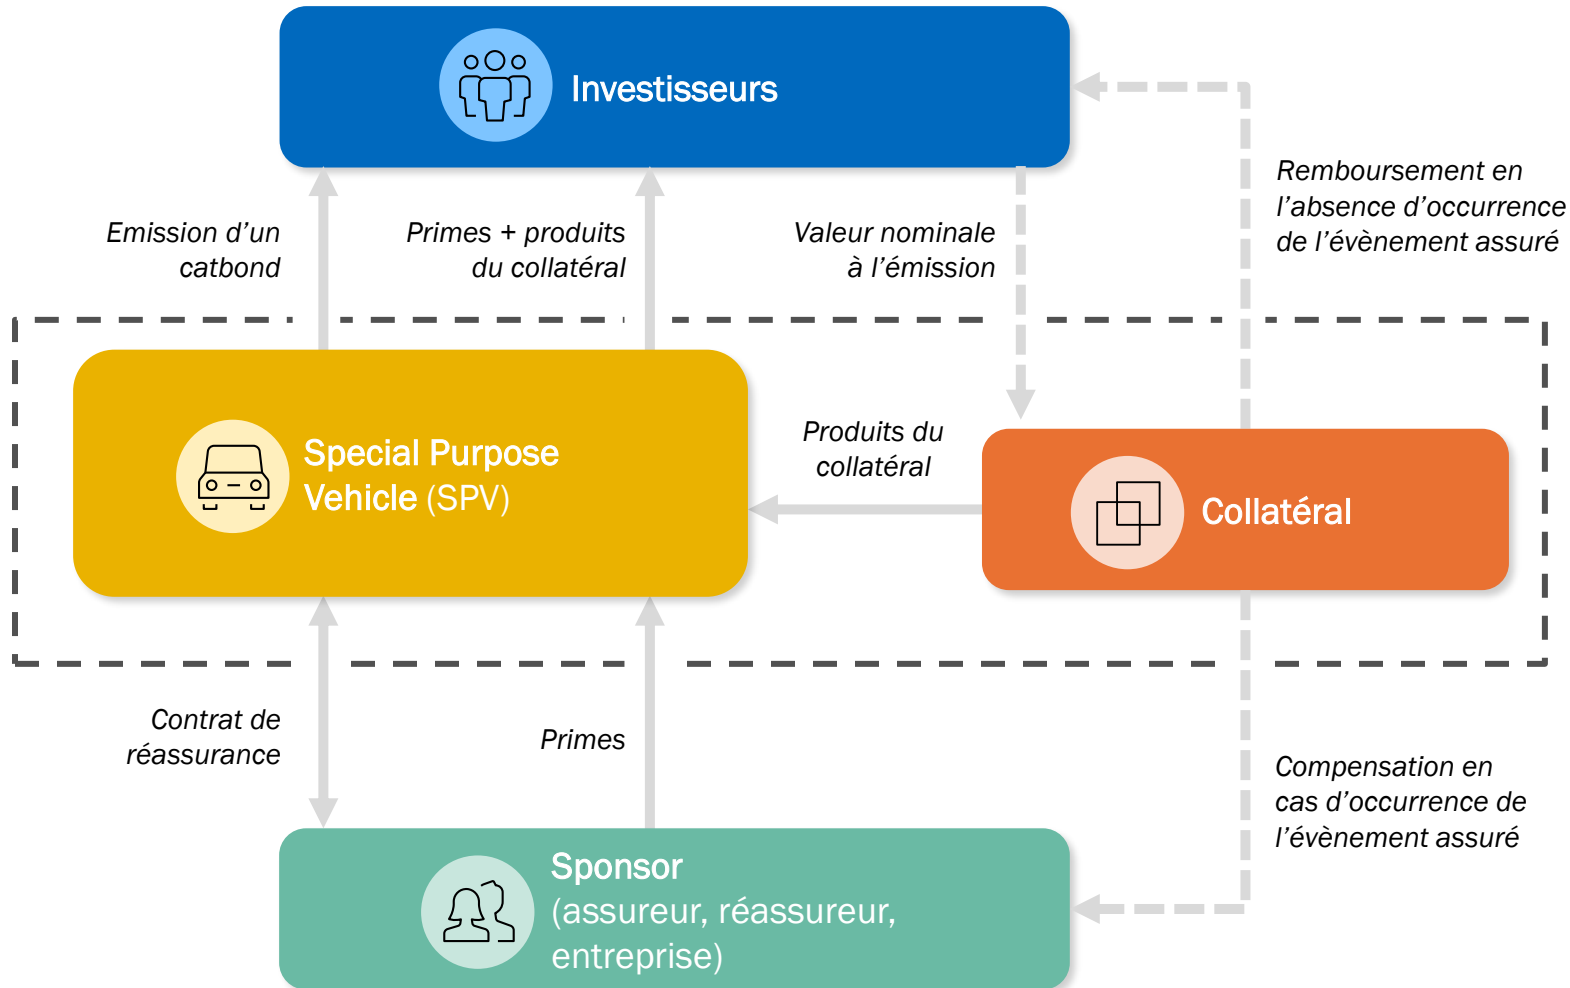 Investisseurs
Emission d’un
catbond
Primes + produits
du collatéral
Valeur nominale
à l’émission
Remboursement en
l’absence d’occurrence
de l’évènement assuré
Special Purpose
Vehicle (SPV)
Produits du
collatéral
Collatéral
Contrat de
réassurance
Primes
Compensation en
cas d’occurrence de
l’évènement assuré
Sponsor
(assureur, réassureur,
entreprise)